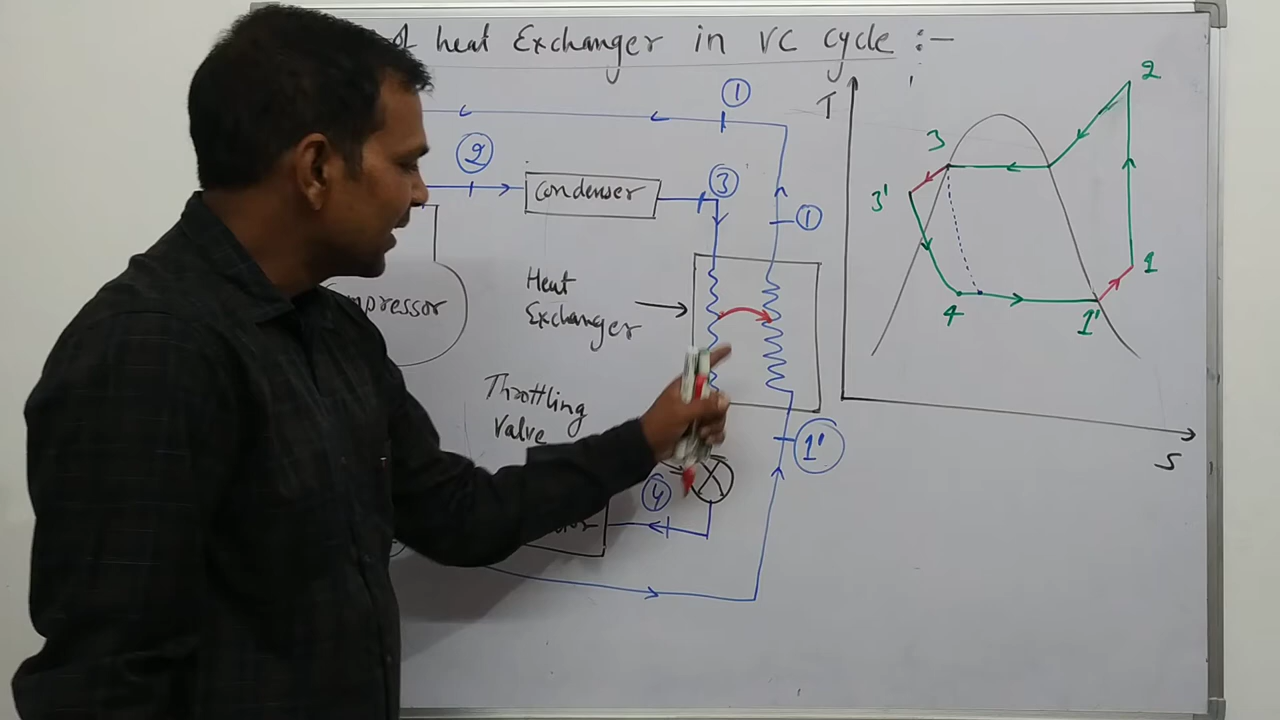 of heat Exchanger in VC cycle :-
1
2
condenser
3
1
Heat
Exchanger
Throttling
Valve
1'
4
T
2
3
3'
1
4
1'
S